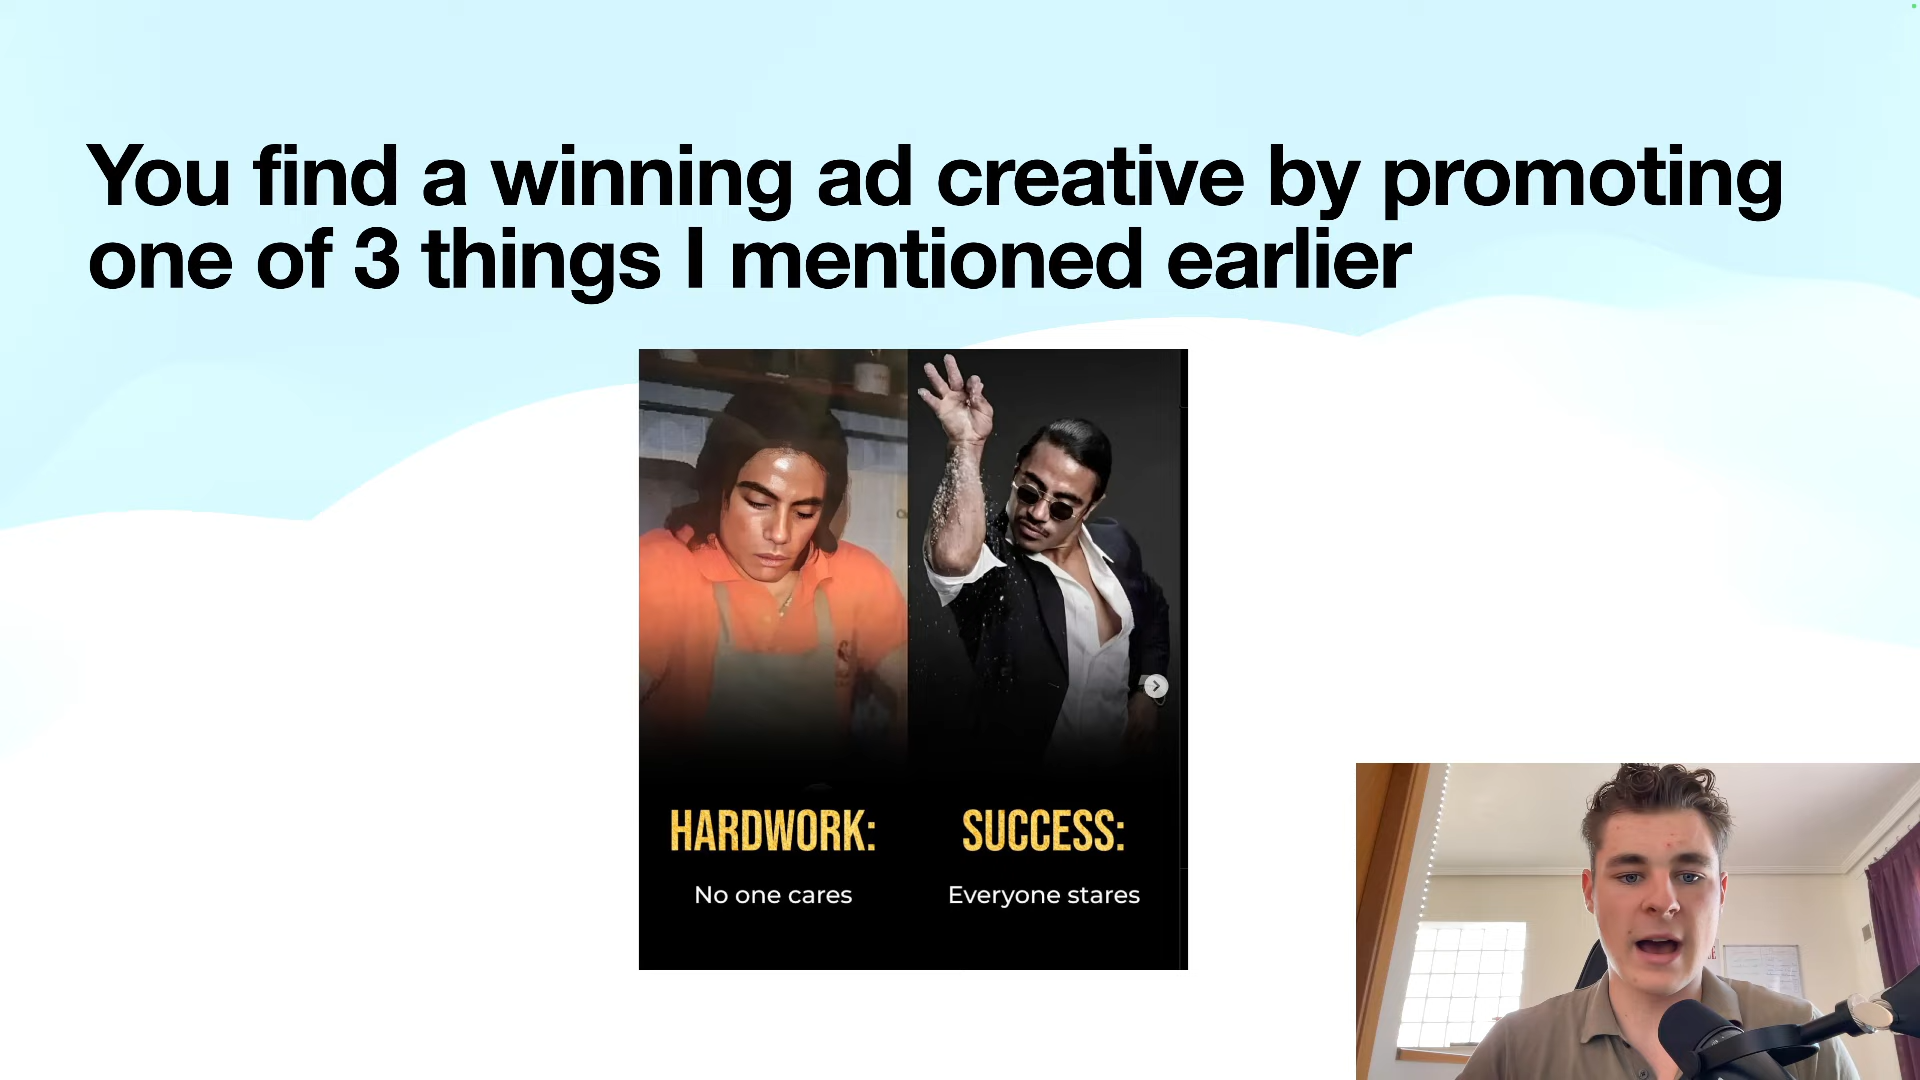 You find a winning ad creative by promoting
one of 3 things I mentioned earlier
HARDWORK:
No one cares
SUCCESS:
Everyone stares